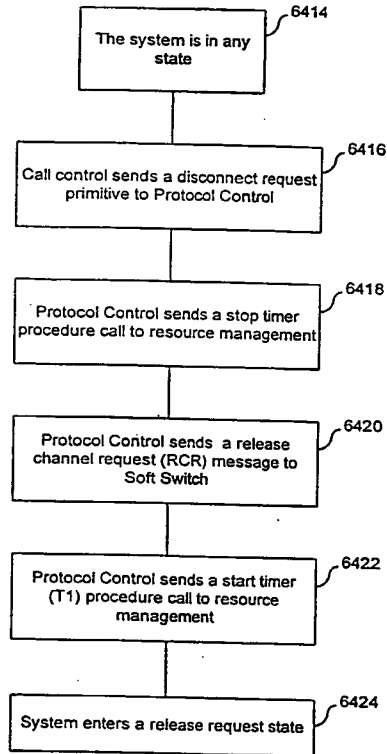 6414
The system is in any
state
6416
Call control sends a disconnect request
primitive to Protocol Control
6418
Protocol Control sends a stop timer
procedure call to resource management
6420
Protocol Control sends a release
channel request (RCR) message to
Soft Switch
6422
Protocol Control sends a start timer
(T1) procedure call to resource
management
6424
System enters a release request state